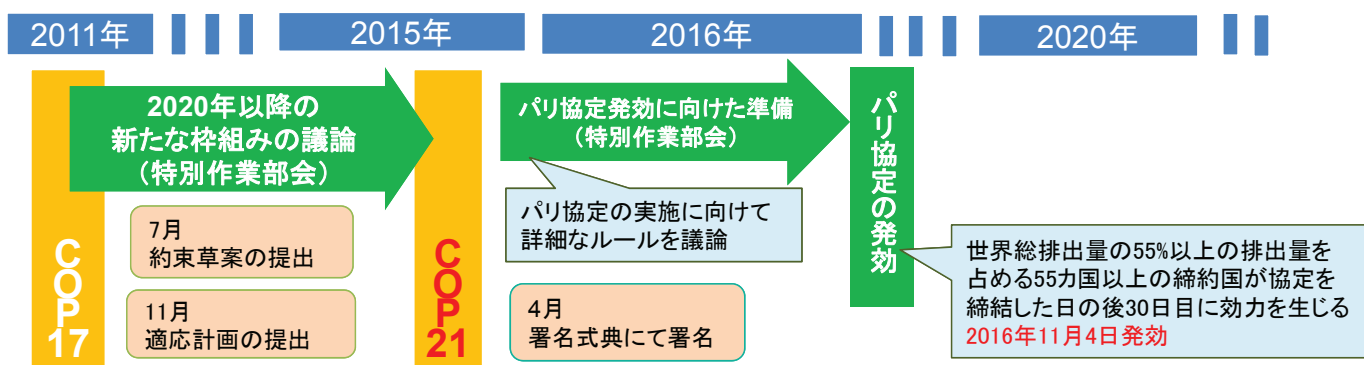 2011年
2015年
2016年
2020年
COP17
2020年以降の
新たな枠組みの議論
（特別作業部会）
7月
約束草案の提出
11月
適応計画の提出
COP21
パリ協定発効に向けた準備
（特別作業部会）
パリ協定の実施に向けて
詳細なルールを議論
4月
署名式典にて署名
パリ協定の発効
世界総排出量の55%以上の排出量を
占める55カ国以上の締約国が協定を
締結した日の後30日目に効力を生じる
2016年11月4日発効